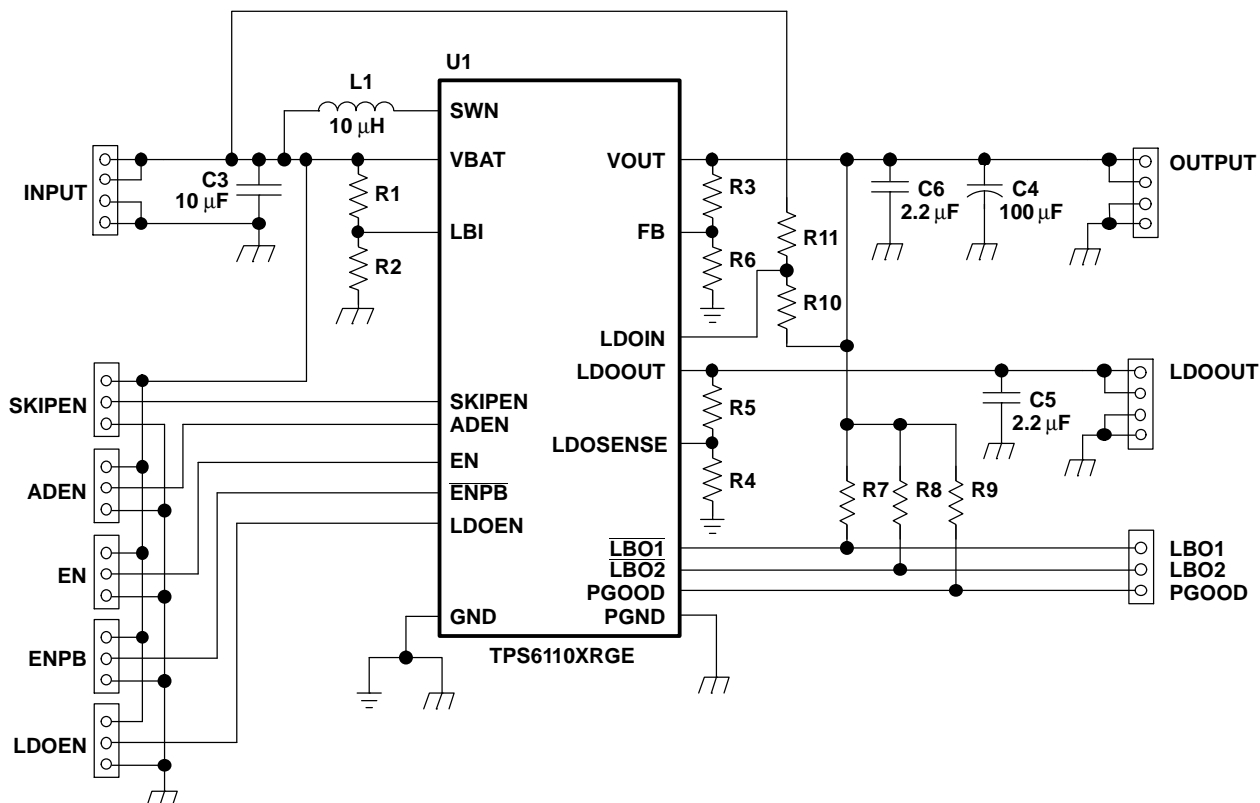 U1
L1
10 μH
SWN
VBAT
VOUT
OUTPUT
INPUT
C3
10 μF
R1
R3
C6
2.2 μF
C4
100 μF
LBI
FB
R11
R2
R6
R10
LDOIN
LDOOUT
LDOOUT
SKIPEN
SKIPEN
ADEN
R5
C5
2.2 μF
LDOSENSE
EN
ADEN
ENPB
R4
R7
R8
R9
LDOEN
LBO1
LBO1
EN
LBO2
LBO2
PGOOD
PGOOD
GND
PGND
ENPB
TPS6110XRGE
LDOEN